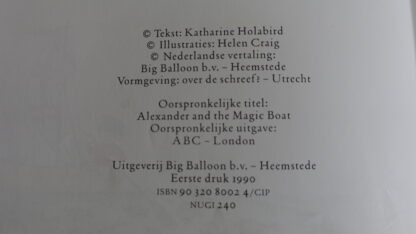 © Tekst: Katharine Holabird
© Illustraties: Helen Craig
© Nederlandse vertaling:
Big Balloon b.v. – Heemstede
Vormgeving: over de schreef? – Utrecht
Oorspronkelijke titel:
Alexander and the Magic Boat
Oorspronkelijke uitgave:
ABC – London
Uitgeverij Big Balloon b.v. – Heemstede
Eerste druk 1990
ISBN 90 320 8002 4/CIP
NUGI 240